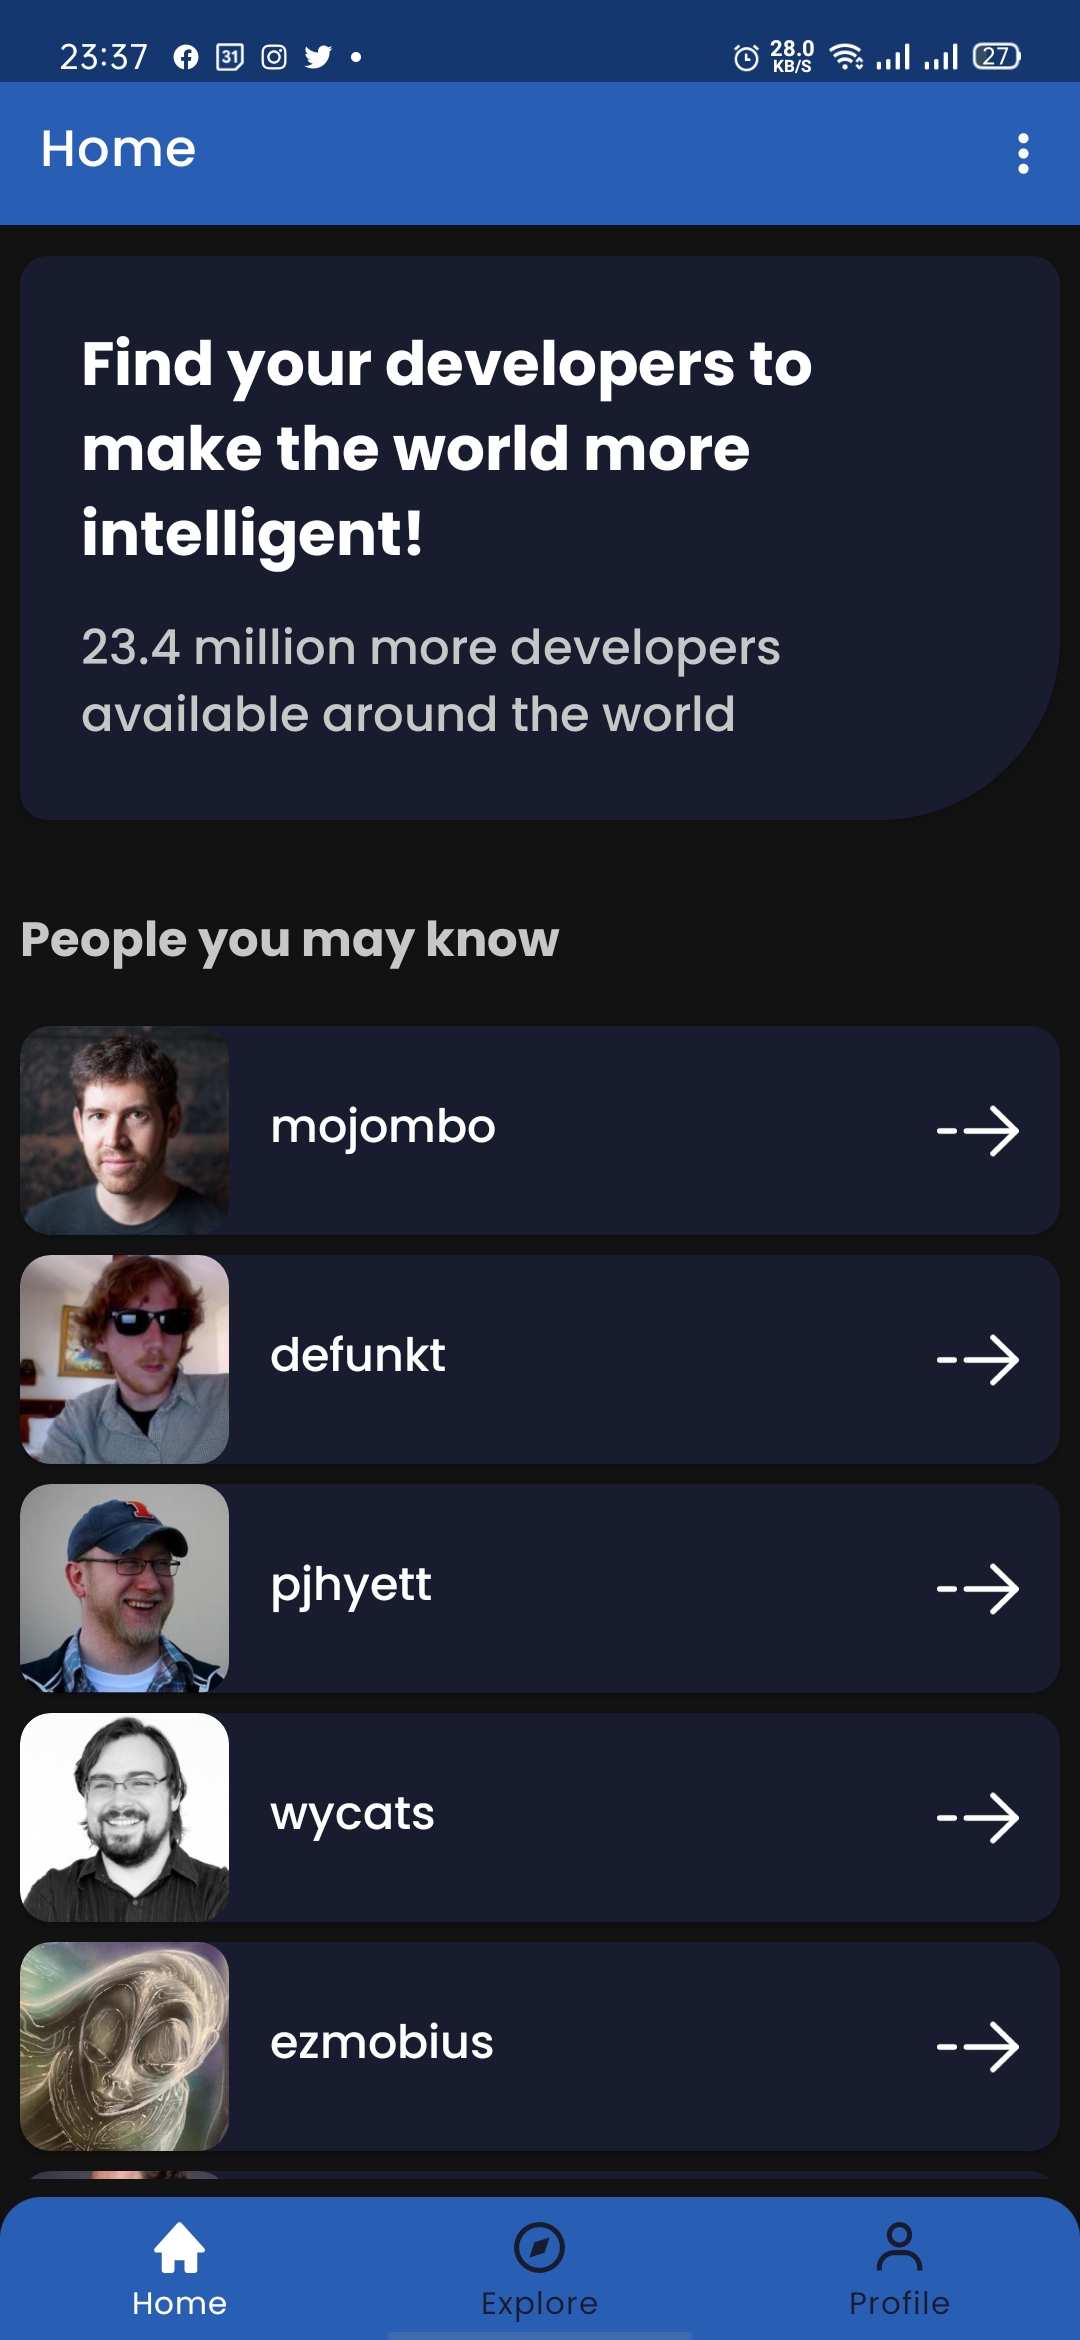 23:37
31
28.0
KB/S
27
Home
Find your developers to
make the world more
intelligent!
23.4 million more developers
available around the world
People you may know
mojombo
defunkt
pjhyett
wycats
ezmobius
Home
Explore
Profile